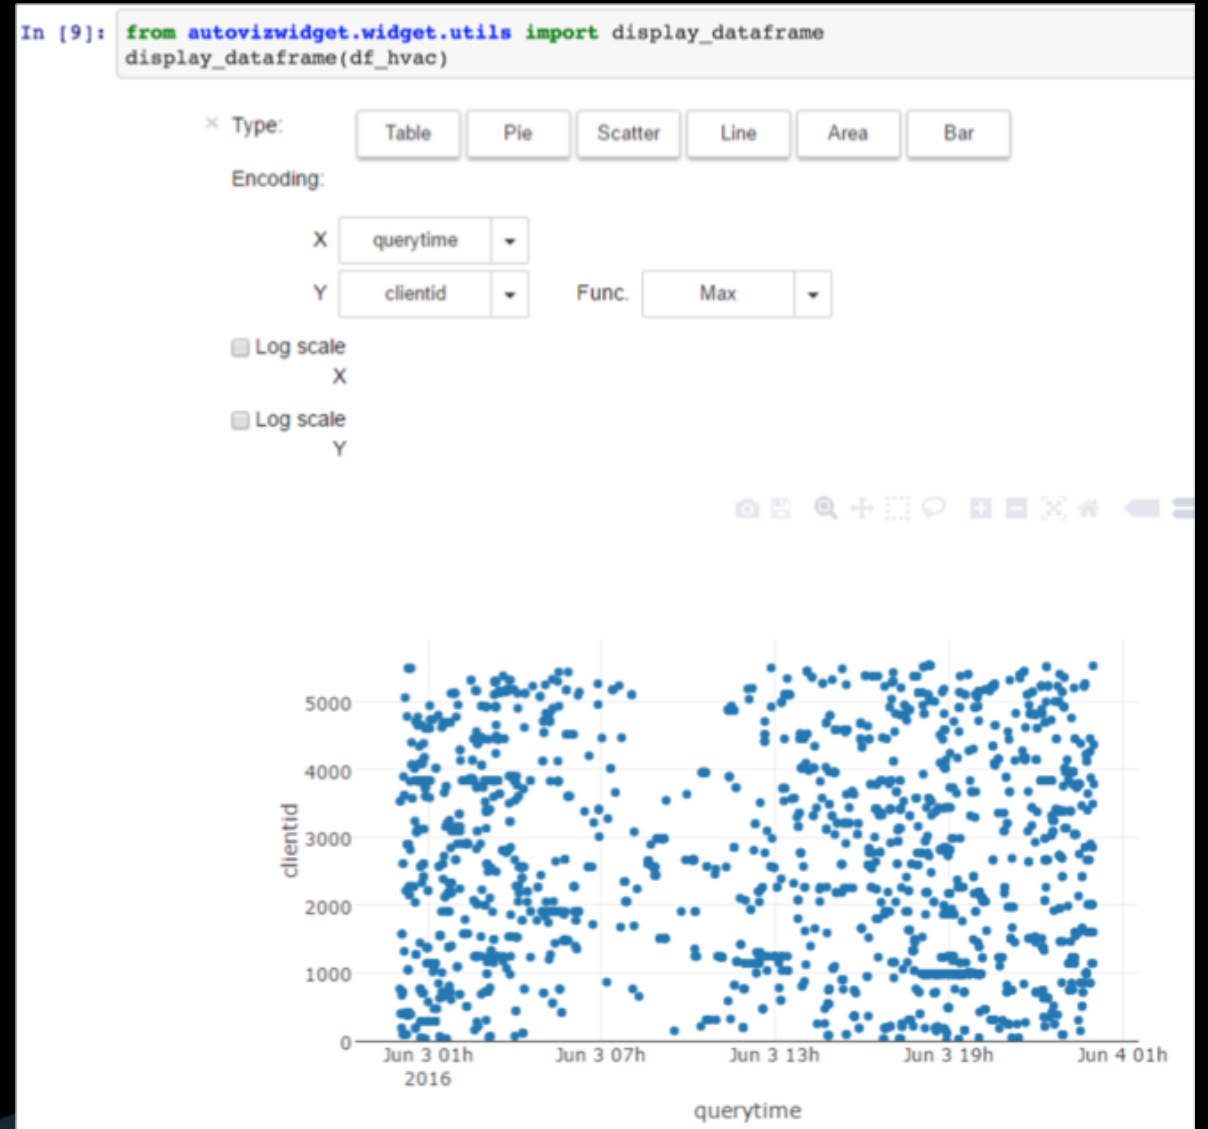 In [9]: from autovizwidget.widget.utils import display_dataframe
display_dataframe(df_hvac)
× Type: Table Pie Scatter Line Area Bar
Encoding:
X querytime
Y clientid Func. Max
Log scale
X
Log scale
Y
5000
4000
3000
2000
1000
0
clientid
Jun 3 01h Jun 3 07h Jun 3 13h Jun 3 19h Jun 4 01h
2016
querytime